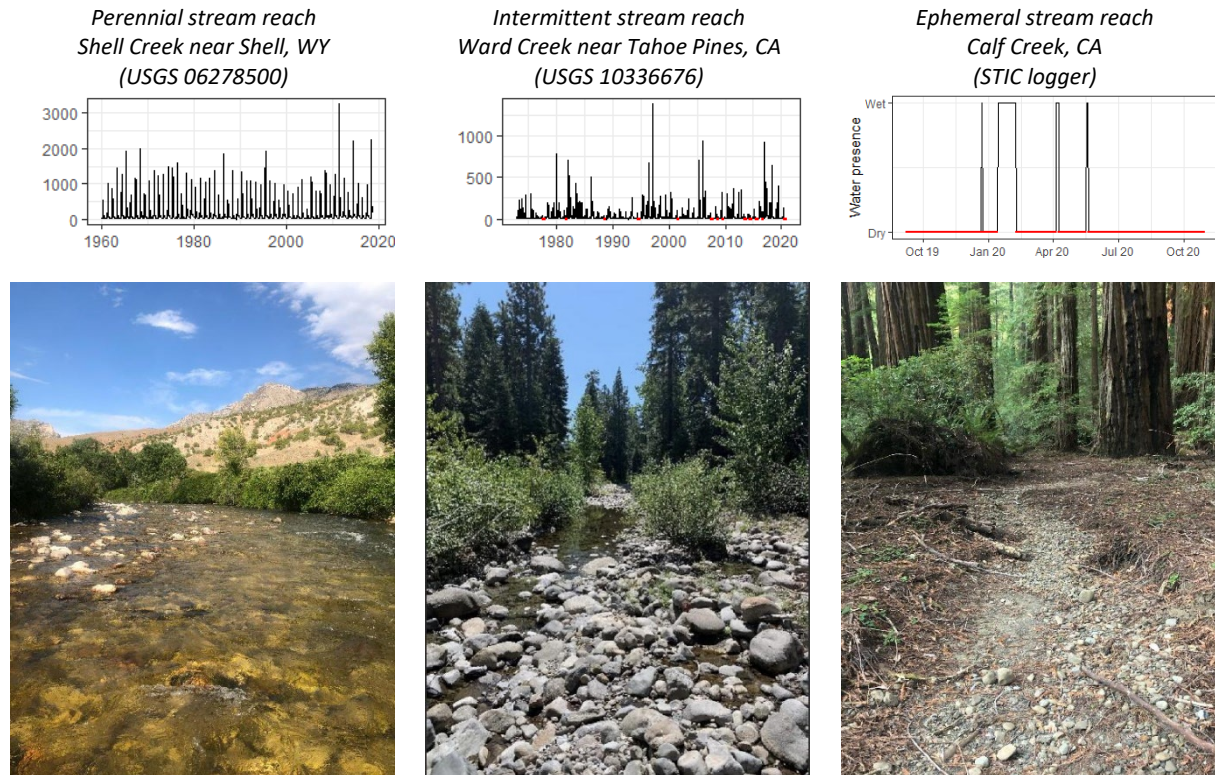 Perennial stream reach
Shell Creek near Shell, WY
(USGS 06278500)
3000
2000
1000
0
1960
1980
2000
2020
Intermittent stream reach
Ward Creek near Tahoe Pines, CA
(USGS 10336676)
1000
500
0
1980
1990
2000
2010
2020
Ephemeral stream reach
Calf Creek, CA
(STIC logger)
Water presence
Wet
Dry
Oct 19
Jan 20
Apr 20
Jul 20
Oct 20